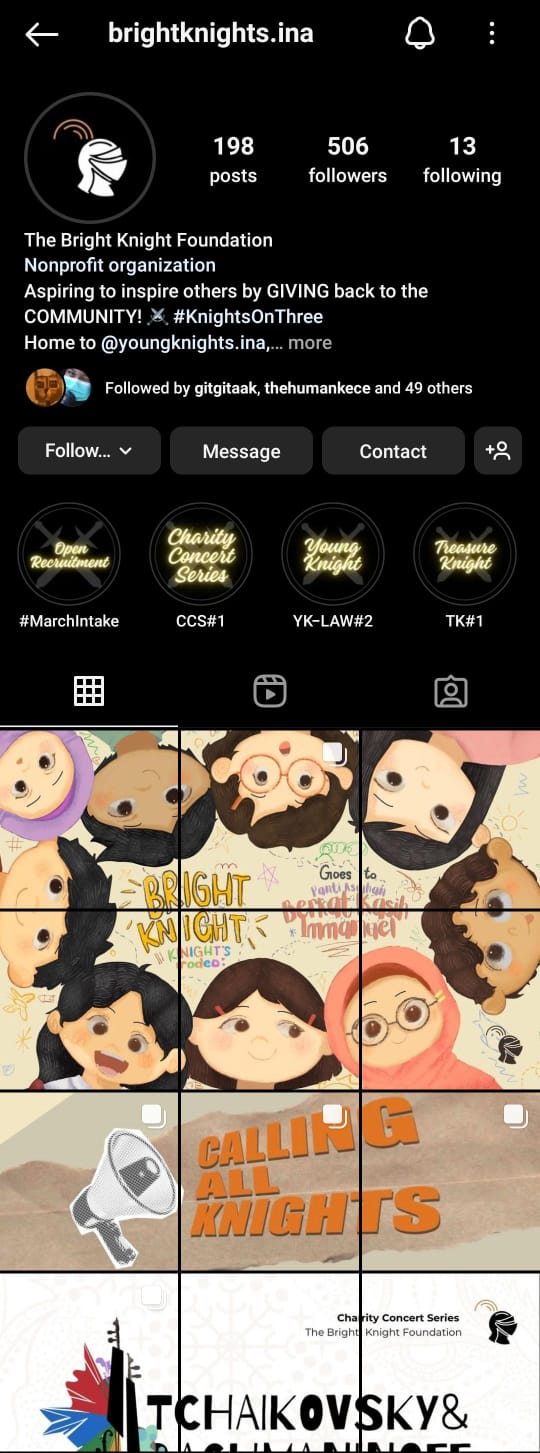 brightknights.ina
198
posts
506
followers
13
following
The Bright Knight Foundation
Nonprofit organization
Aspiring to inspire others by GIVING back to the
COMMUNITY! ⚔️ #KnightsOnThree
Home to @youngknights.ina,... more
Followed by gitgitaak, thehumankece and 49 others
Follow...
Message
Contact
Open
Recruitment
#MarchIntake
Charity
Concert
Series
CCS#1
Young
Knight
YK-LAW#2
Treasure
Knight
TK#1
BRIGHT
KNIGHT
KNIGHT'S
rodeo:
Goes to
Panti Asuhan
Berkat Kasih
Immanuel
CALLING
ALL
KNIGHTS
Charity Concert Series
The Bright Knight Foundation
TCHAIKOVSKY&
RACHMANINOFF